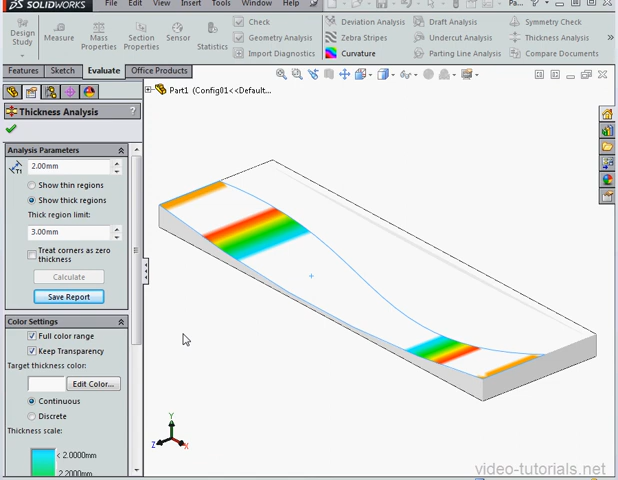 SOLIDWORKS
File Edit View Insert Tools Window Help
Design Study
Measure
Mass Properties
Section Properties
Sensor
Statistics
Check
Geometry Analysis
Import Diagnostics
Deviation Analysis
Zebra Stripes
Curvature
Draft Analysis
Undercut Analysis
Parting Line Analysis
Symmetry Check
Thickness Analysis
Compare Documents
Features Sketch Evaluate Office Products
Part1 (Config01<<Default...
Thickness Analysis ?
Analysis Parameters
T1
2.00mm
Show thin regions
Show thick regions
Thick region limit:
3.00mm
Treat corners as zero
thickness
Calculate
Save Report
Color Settings
Full color range
Keep Transparency
Target thickness color:
Edit Color...
Continuous
Discrete
Thickness scale:
< 2.0000mm
2.2000mm
Y
Z
X
video-tutorials.net